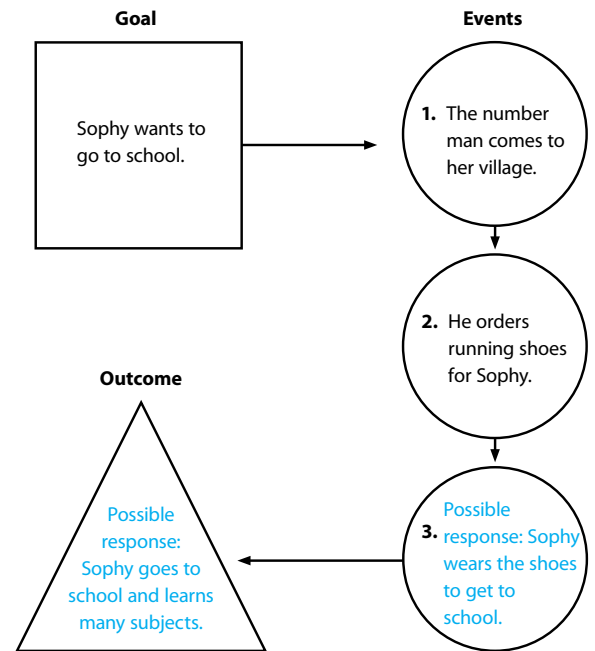 Goal
Events
Sophy wants to
go to school.
1. The number
man comes to
her village.
2. He orders
running shoes
for Sophy.
Outcome
Possible
response:
Sophy goes to
school and learns
many subjects.
Possible
3. response: Sophy
wears the shoes
to get to
school.